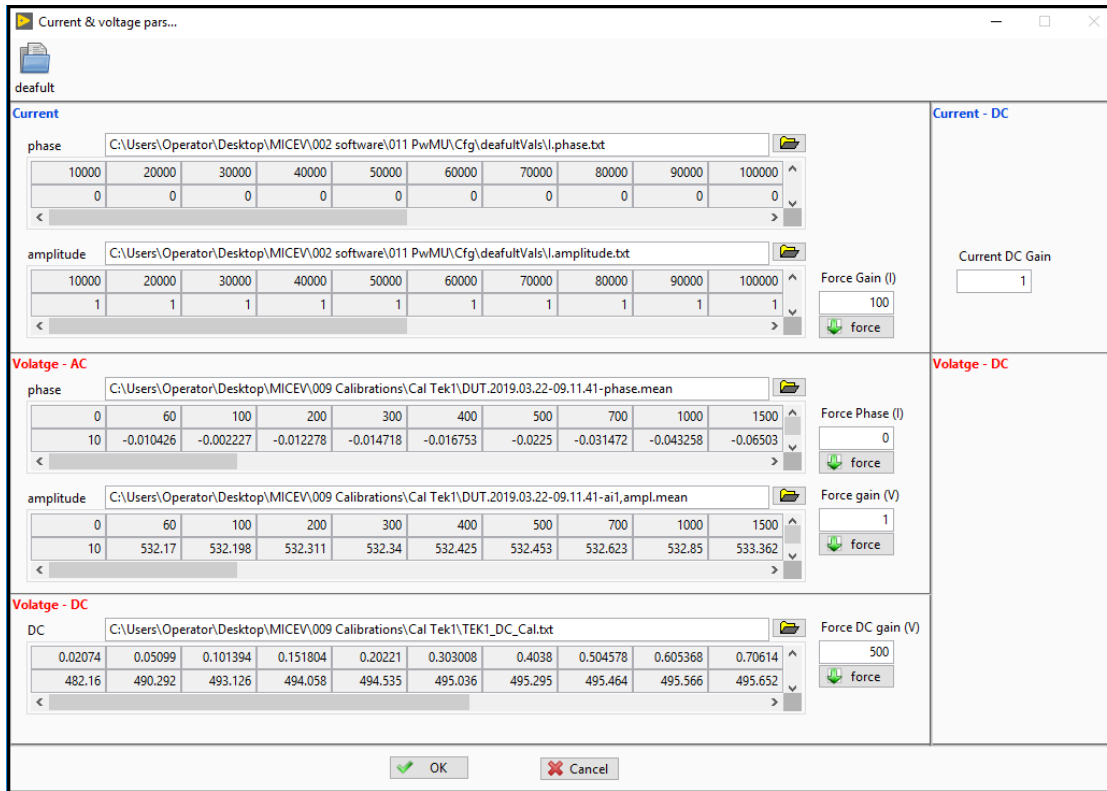 Current & voltage pars...
deafult
Current
phase C:\Users\Operator\Desktop\MICEV\002 software\011 PwMU\Cfg\deafultVals\I.phase.txt
10000 20000 30000 40000 50000 60000 70000 80000 90000 100000
0 0 0 0 0 0 0 0 0 0
amplitude C:\Users\Operator\Desktop\MICEV\002 software\011 PwMU\Cfg\deafultVals\I.amplitude.txt
10000 20000 30000 40000 50000 60000 70000 80000 90000 100000
1 1 1 1 1 1 1 1 1 1
Force Gain (I)
100
force
Current - DC
Current DC Gain
1
Volatge - AC
phase C:\Users\Operator\Desktop\MICEV\009 Calibrations\Cal Tek1\DUT.2019.03.22-09.11.41-phase.mean
0 60 100 200 300 400 500 700 1000 1500
10 -0.010426 -0.002227 -0.012278 -0.014718 -0.016753 -0.0225 -0.031472 -0.043258 -0.06503
Force Phase (I)
0
force
amplitude C:\Users\Operator\Desktop\MICEV\009 Calibrations\Cal Tek1\DUT.2019.03.22-09.11.41-ai1,ampl.mean
0 60 100 200 300 400 500 700 1000 1500
10 532.17 532.198 532.311 532.34 532.425 532.453 532.623 532.85 533.362
Force gain (V)
1
force
Volatge - DC
Volatge - DC
DC C:\Users\Operator\Desktop\MICEV\009 Calibrations\Cal Tek1\TEK1_DC_Cal.txt
0.02074 0.05099 0.101394 0.151804 0.20221 0.303008 0.4038 0.504578 0.605368 0.70614
482.16 490.292 493.126 494.058 494.535 495.036 495.295 495.464 495.566 495.652
Force DC gain (V)
500
force
OK
Cancel